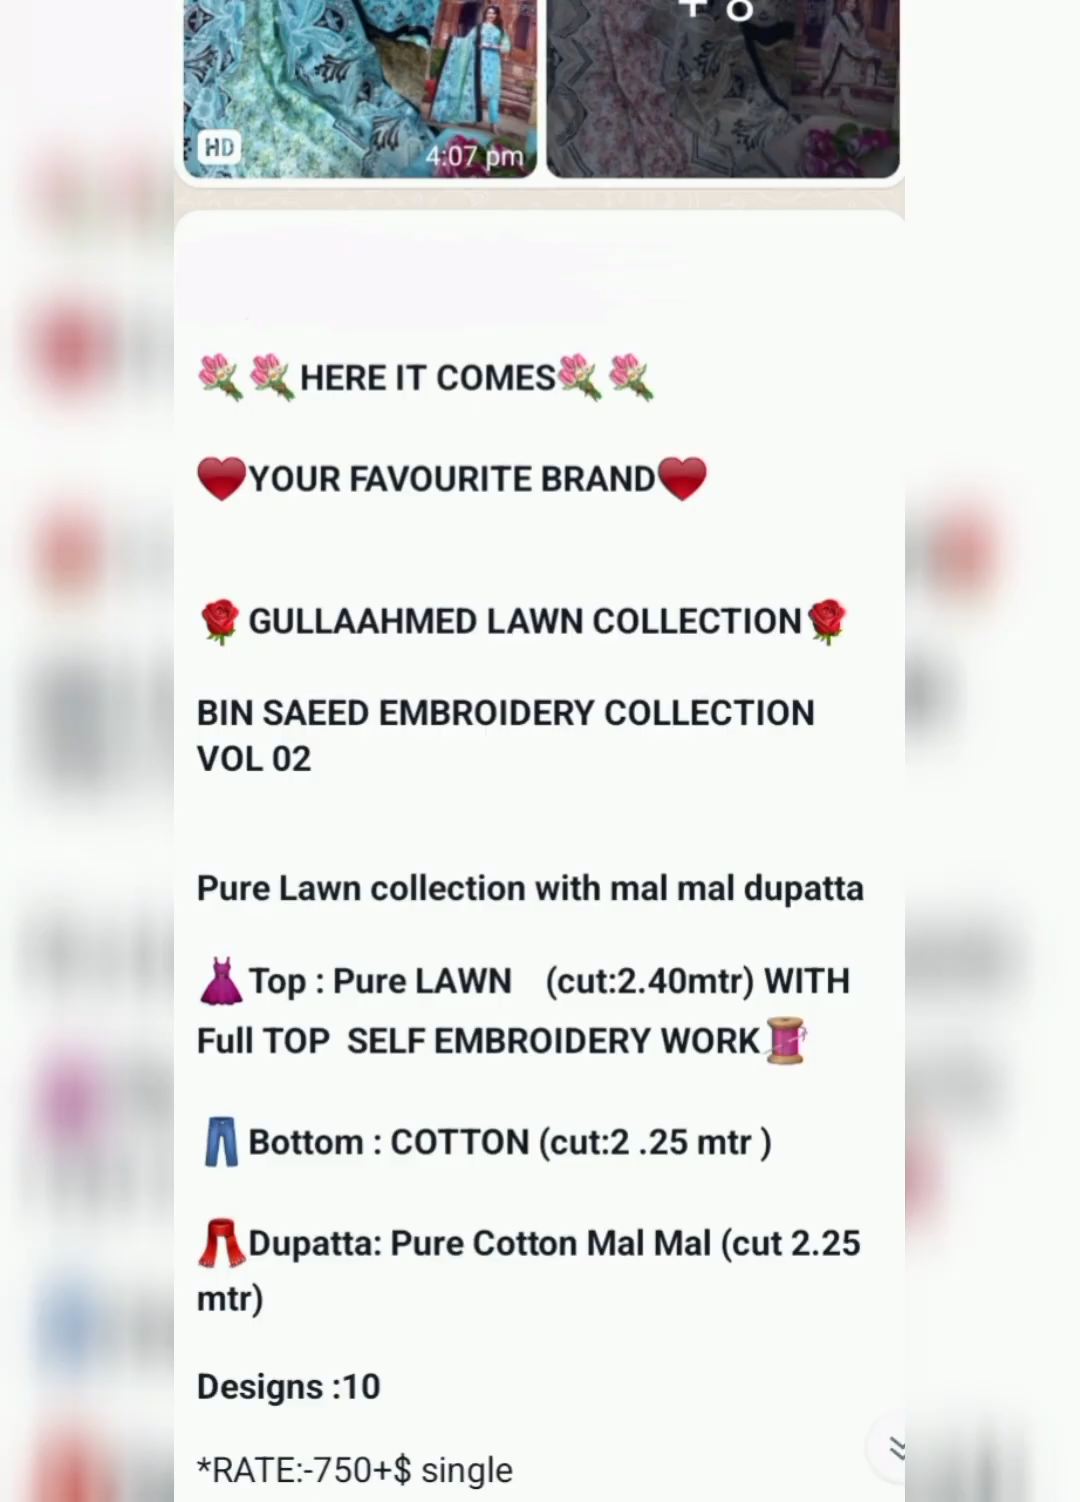 + 8
HD
4:07 pm
💐💐HERE IT COMES💐💐
❤️YOUR FAVOURITE BRAND❤️
🌹GULLAAHMED LAWN COLLECTION🌹
BIN SAEED EMBROIDERY COLLECTION
VOL 02
Pure Lawn collection with mal mal dupatta
👗Top : Pure LAWN (cut:2.40mtr) WITH
Full TOP SELF EMBROIDERY WORK🧵
👖Bottom : COTTON (cut:2 .25 mtr )
🧣Dupatta: Pure Cotton Mal Mal (cut 2.25
mtr)
Designs :10
*RATE:-750+$ single